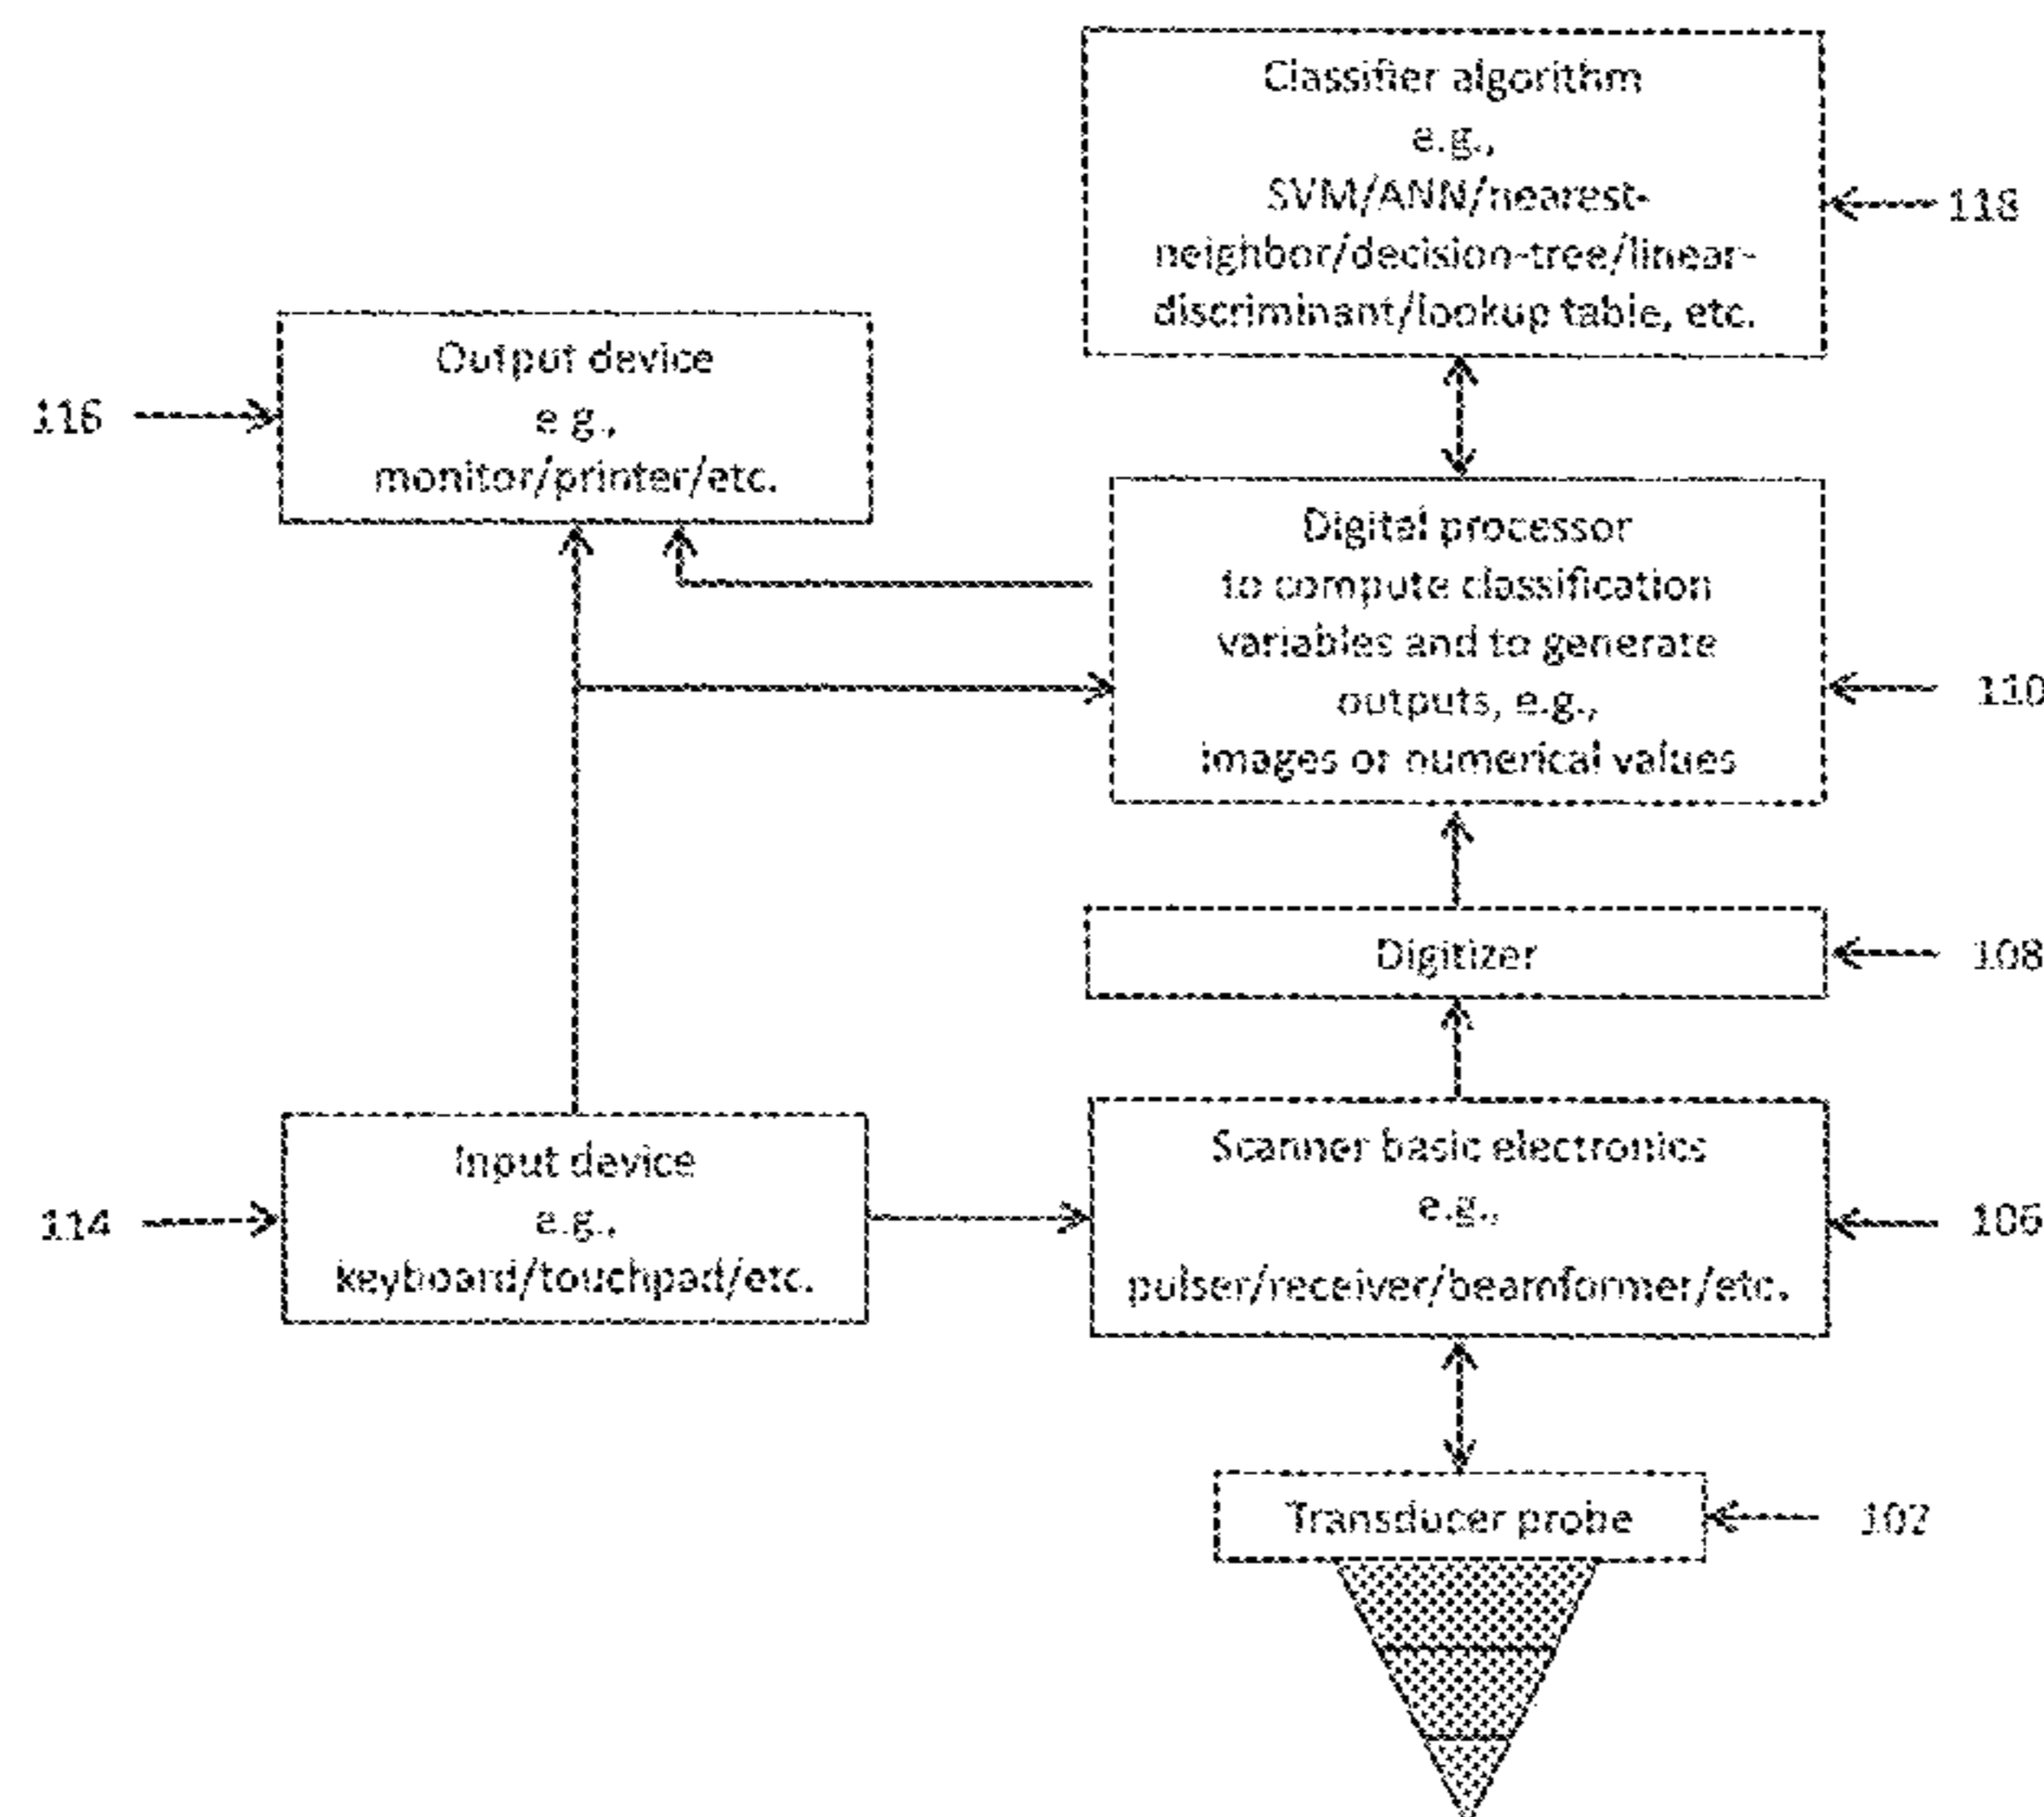 Classifier algorithm
e.g.,
SVM/ANN/nearest-
neighbor/decision-tree/linear-
discriminant/lookup table, etc.
118
Output device
e.g.,
monitor/printer/etc.
116
Digital processor
to compute classification
variables and to generate
outputs, e.g.,
images or numerical values
110
Digitizer
108
Input device
e.g.,
keyboard/touchpad/etc.
114
Scanner basic electronics
e.g.,
pulser/receiver/beamformer/etc.
106
Transducer probe
102